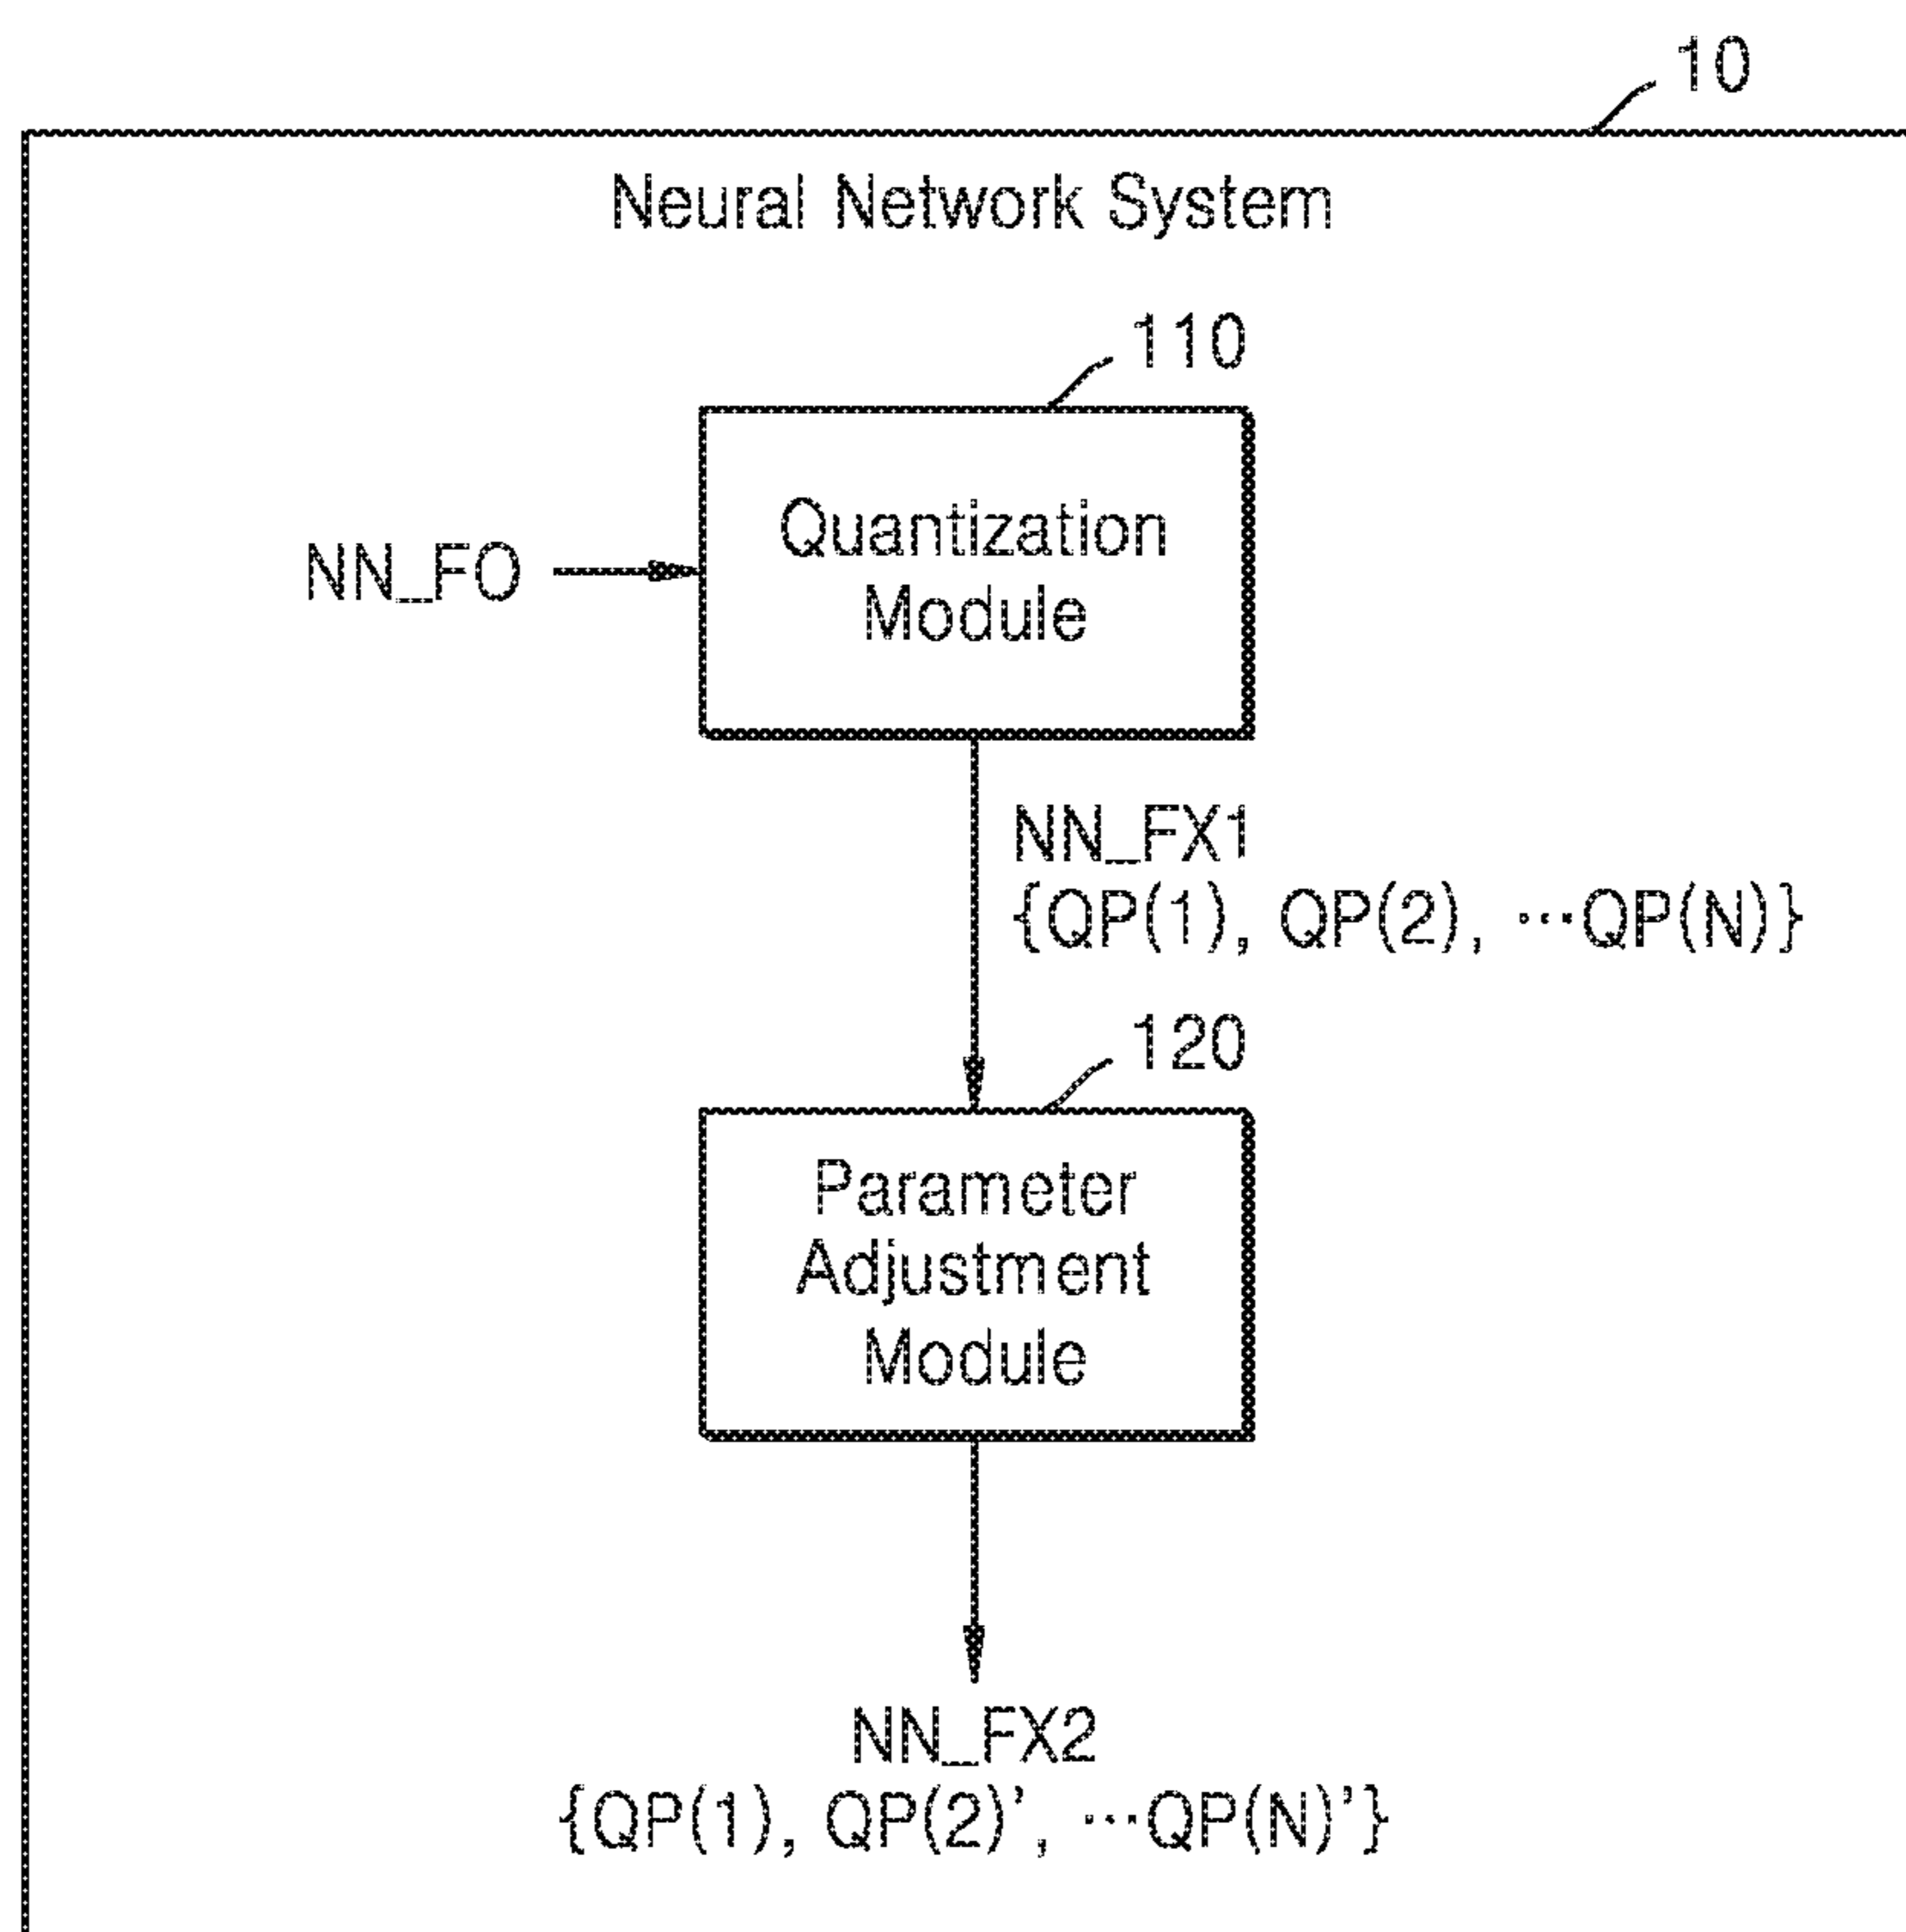 10
Neural Network System
110
Quantization
Module
NN_FO
NN_FX1
{QP(1), QP(2), ···QP(N)}
120
Parameter
Adjustment
Module
NN_FX2
{QP(1), QP(2)’, ···QP(N)’}